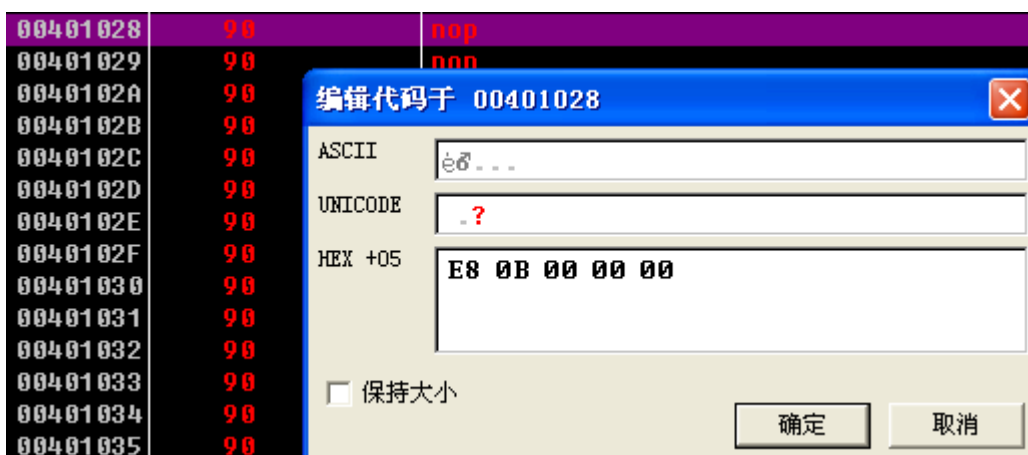 00401028 90 nop
00401029 90 nop
0040102A 90
0040102B 90
0040102C 90
0040102D 90
0040102E 90
0040102F 90
00401030 90
00401031 90
00401032 90
00401033 90
00401034 90
00401035 90
编辑代码于 00401028
ASCII è♂...
UNICODE .?
HEX +05 E8 0B 00 00 00
保持大小
确定 取消